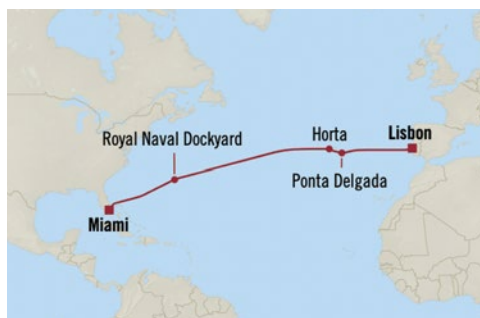 Royal Naval Dockyard
Horta
Lisbon
Ponta Delgada
Miami